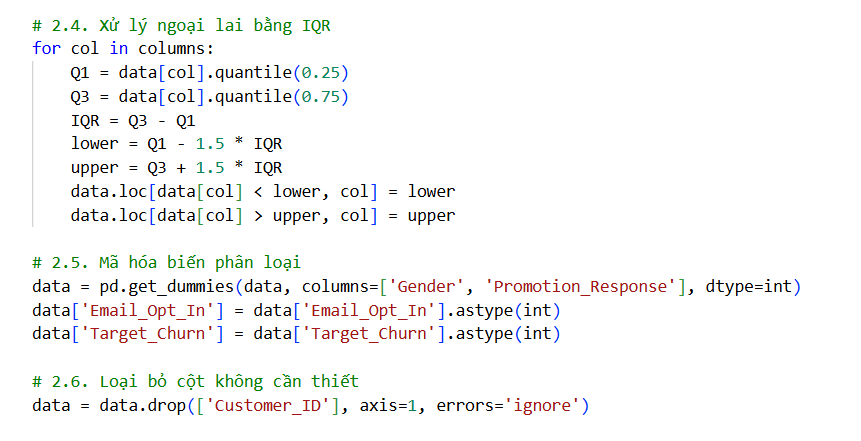 # 2.4. Xử lý ngoại lai bằng IQR
for col in columns:
    Q1 = data[col].quantile(0.25)
    Q3 = data[col].quantile(0.75)
    IQR = Q3 - Q1
    lower = Q1 - 1.5 * IQR
    upper = Q3 + 1.5 * IQR
    data.loc[data[col] < lower, col] = lower
    data.loc[data[col] > upper, col] = upper
# 2.5. Mã hóa biến phân loại
data = pd.get_dummies(data, columns=['Gender', 'Promotion_Response'], dtype=int)
data['Email_Opt_In'] = data['Email_Opt_In'].astype(int)
data['Target_Churn'] = data['Target_Churn'].astype(int)
# 2.6. Loại bỏ cột không cần thiết
data = data.drop(['Customer_ID'], axis=1, errors='ignore')